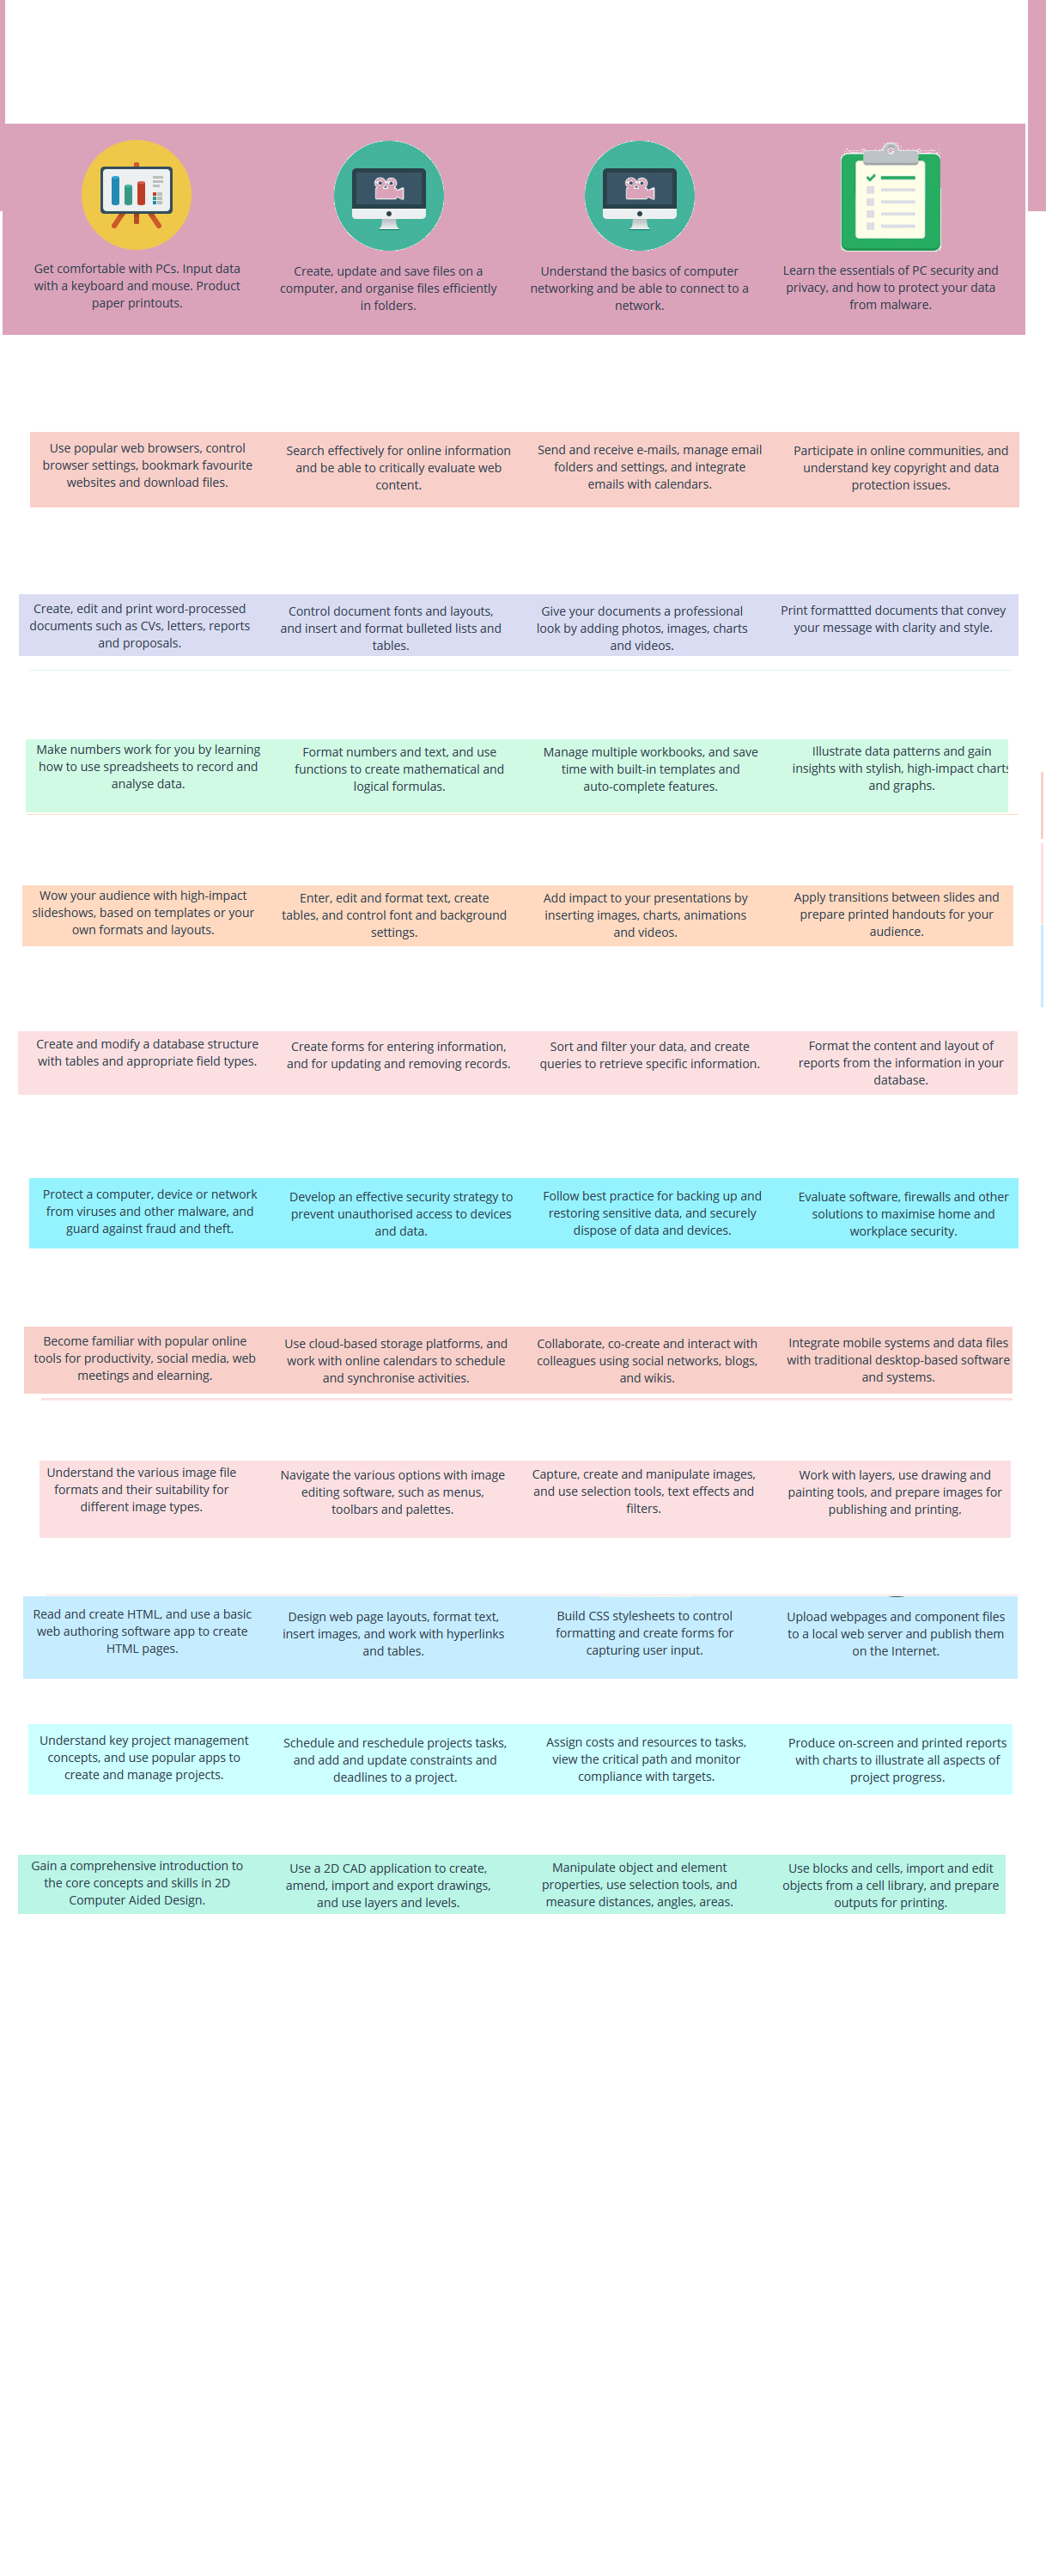 Get comfortable with PCs. Input data
with a keyboard and mouse. Product
paper printouts.
Create, update and save files on a
computer, and organise files efficiently
in folders.
Understand the basics of computer
networking and be able to connect to a
network.
Learn the essentials of PC security and
privacy, and how to protect your data
from malware.
Use popular web browsers, control
browser settings, bookmark favourite
websites and download files.
Search effectively for online information
and be able to critically evaluate web
content.
Send and receive e-mails, manage email
folders and settings, and integrate
emails with calendars.
Participate in online communities, and
understand key copyright and data
protection issues.
Create, edit and print word-processed
documents such as CVs, letters, reports
and proposals.
Control document fonts and layouts,
and insert and format bulleted lists and
tables.
Give your documents a professional
look by adding photos, images, charts
and videos.
Print formattted documents that convey
your message with clarity and style.
Make numbers work for you by learning
how to use spreadsheets to record and
analyse data.
Format numbers and text, and use
functions to create mathematical and
logical formulas.
Manage multiple workbooks, and save
time with built-in templates and
auto-complete features.
Illustrate data patterns and gain
insights with stylish, high-impact charts
and graphs.
Wow your audience with high-impact
slideshows, based on templates or your
own formats and layouts.
Enter, edit and format text, create
tables, and control font and background
settings.
Add impact to your presentations by
inserting images, charts, animations
and videos.
Apply transitions between slides and
prepare printed handouts for your
audience.
Create and modify a database structure
with tables and appropriate field types.
Create forms for entering information,
and for updating and removing records.
Sort and filter your data, and create
queries to retrieve specific information.
Format the content and layout of
reports from the information in your
database.
Protect a computer, device or network
from viruses and other malware, and
guard against fraud and theft.
Develop an effective security strategy to
prevent unauthorised access to devices
and data.
Follow best practice for backing up and
restoring sensitive data, and securely
dispose of data and devices.
Evaluate software, firewalls and other
solutions to maximise home and
workplace security.
Become familiar with popular online
tools for productivity, social media, web
meetings and elearning.
Use cloud-based storage platforms, and
work with online calendars to schedule
and synchronise activities.
Collaborate, co-create and interact with
colleagues using social networks, blogs,
and wikis.
Integrate mobile systems and data files
with traditional desktop-based software
and systems.
Understand the various image file
formats and their suitability for
different image types.
Navigate the various options with image
editing software, such as menus,
toolbars and palettes.
Capture, create and manipulate images,
and use selection tools, text effects and
filters.
Work with layers, use drawing and
painting tools, and prepare images for
publishing and printing.
Read and create HTML, and use a basic
web authoring software app to create
HTML pages.
Design web page layouts, format text,
insert images, and work with hyperlinks
and tables.
Build CSS stylesheets to control
formatting and create forms for
capturing user input.
Upload webpages and component files
to a local web server and publish them
on the Internet.
Understand key project management
concepts, and use popular apps to
create and manage projects.
Schedule and reschedule projects tasks,
and add and update constraints and
deadlines to a project.
Assign costs and resources to tasks,
view the critical path and monitor
compliance with targets.
Produce on-screen and printed reports
with charts to illustrate all aspects of
project progress.
Gain a comprehensive introduction to
the core concepts and skills in 2D
Computer Aided Design.
Use a 2D CAD application to create,
amend, import and export drawings,
and use layers and levels.
Manipulate object and element
properties, use selection tools, and
measure distances, angles, areas.
Use blocks and cells, import and edit
objects from a cell library, and prepare
outputs for printing.